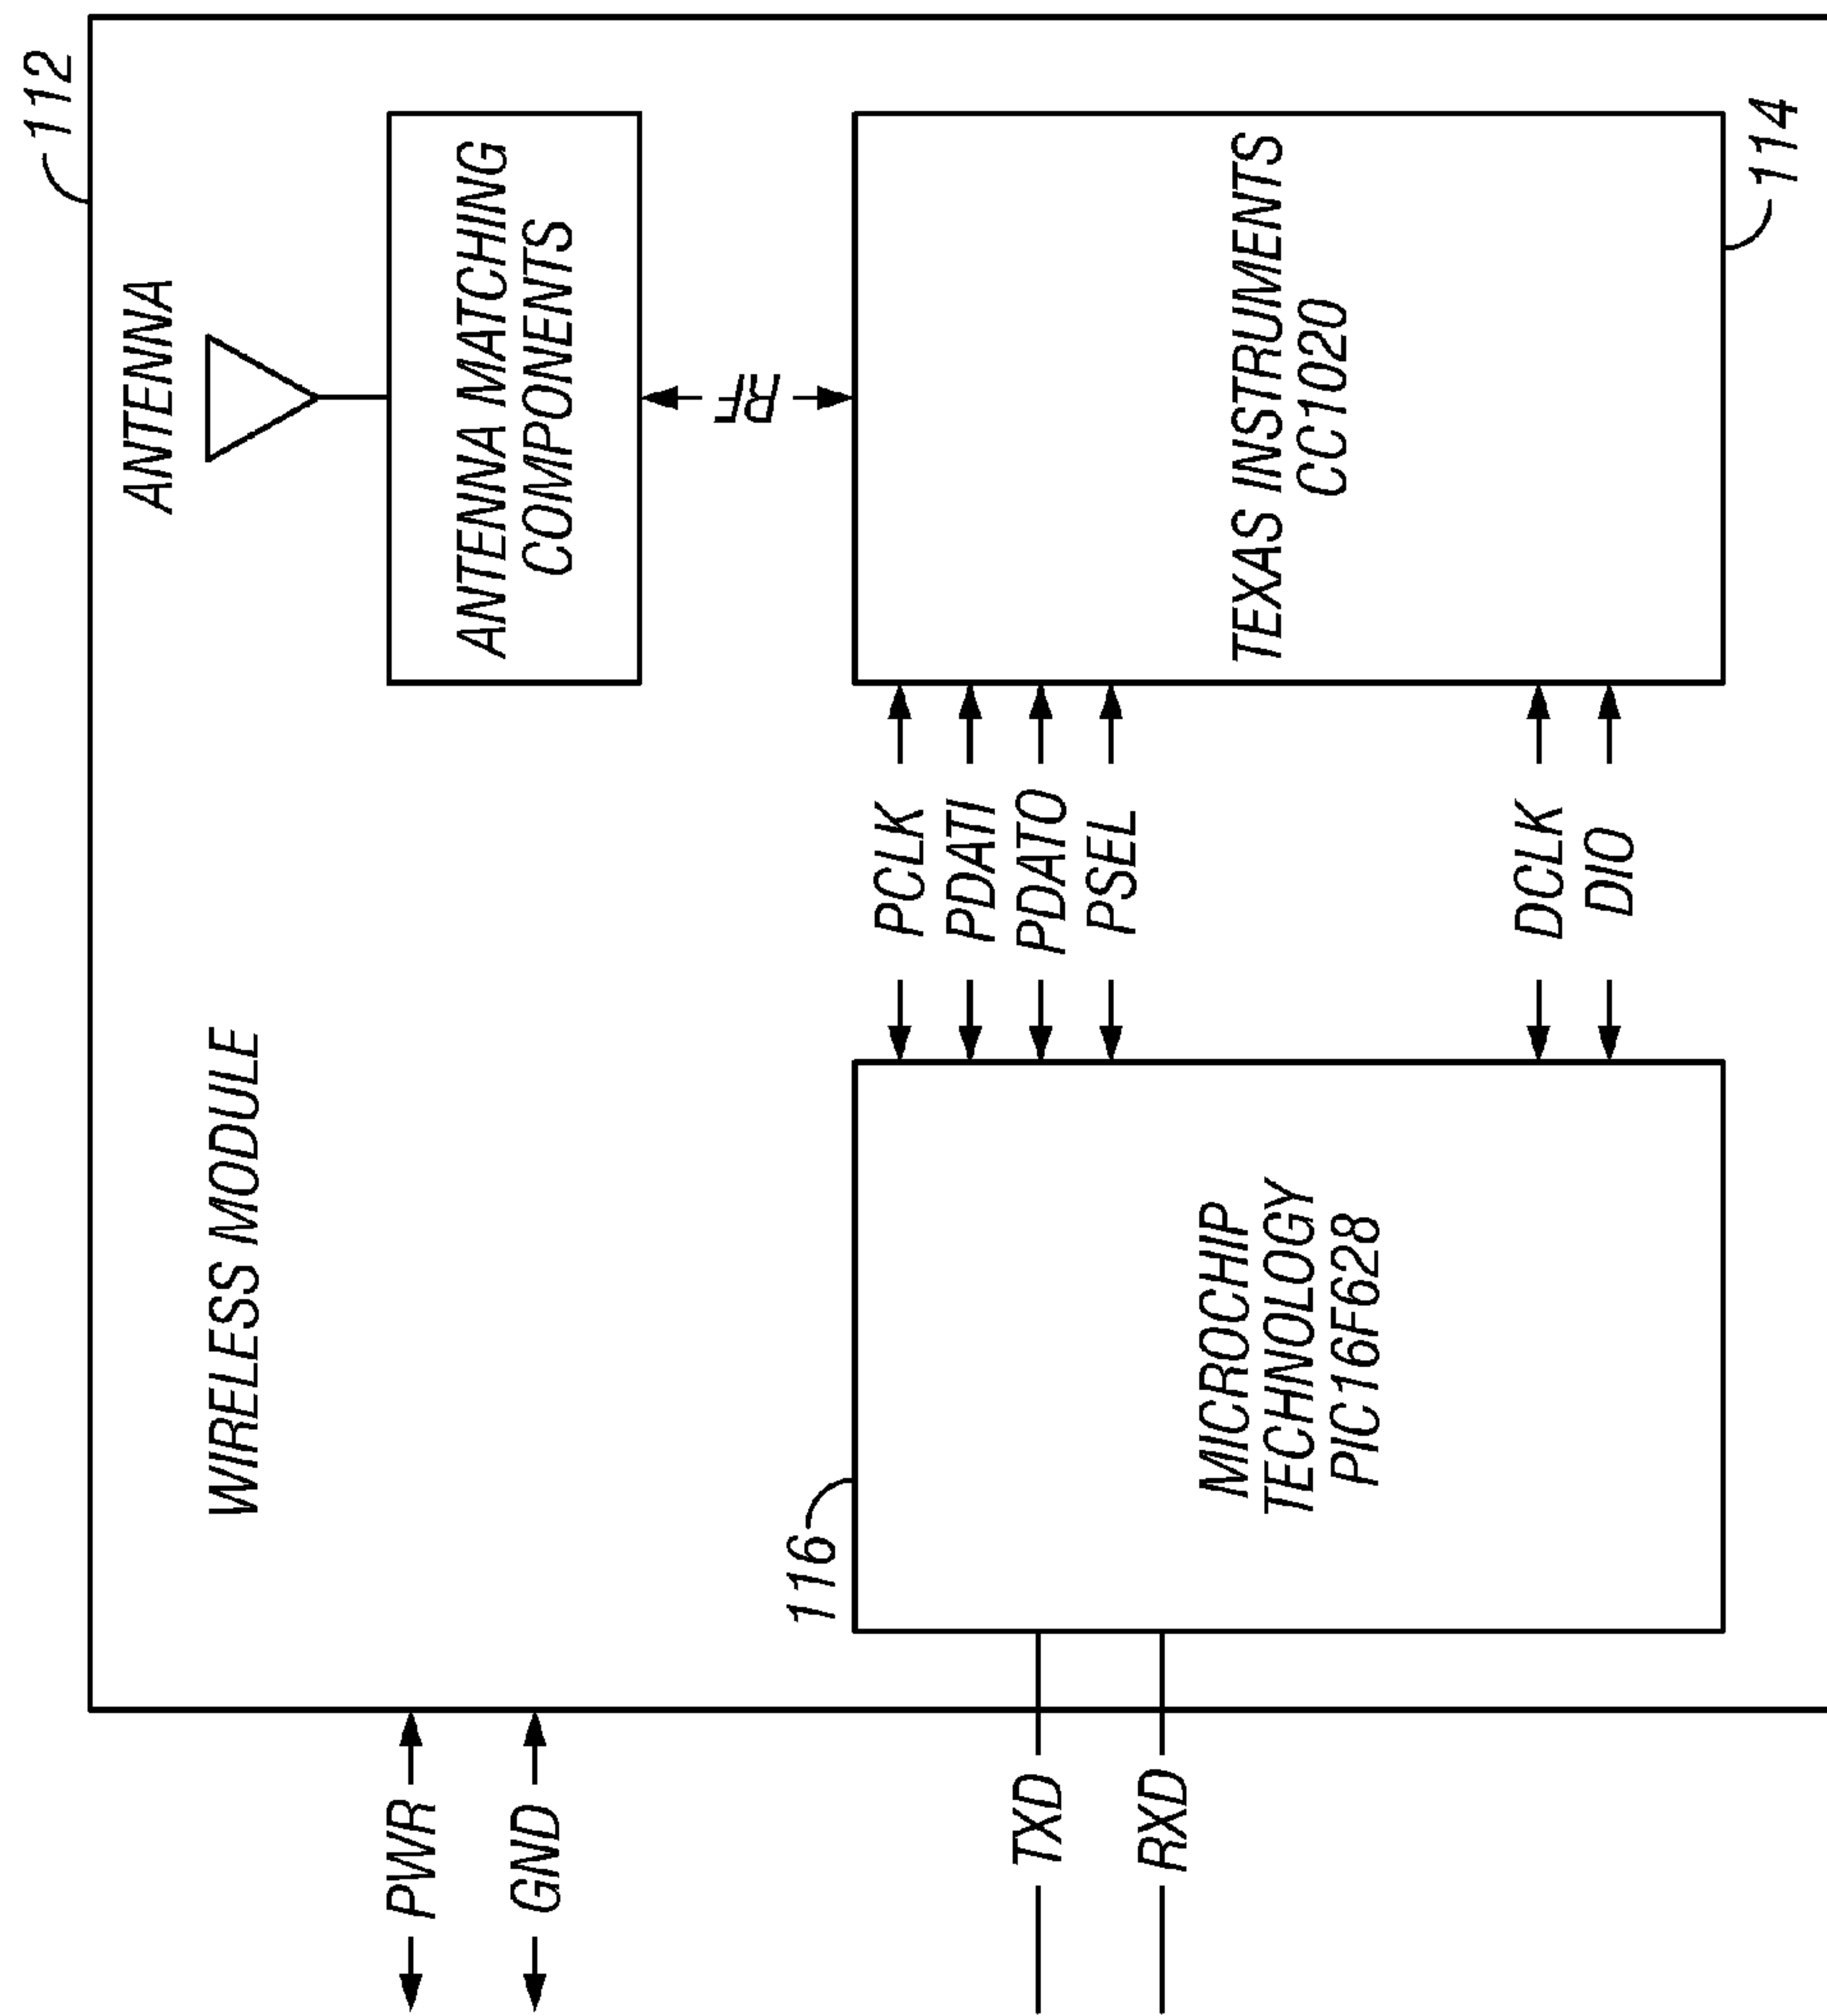 112
ANTENNA
WIRELESS MODULE
ANTENNA MATCHING
COMPONENTS
RF
PWR
GND
116
PCLK
PDATI
PDATO
PSEL
DCLK
DIO
TXD
RXD
MICROCHIP
TECHNOLOGY
PIC16F628
TEXAS INSTRUMENTS
CC1020
114